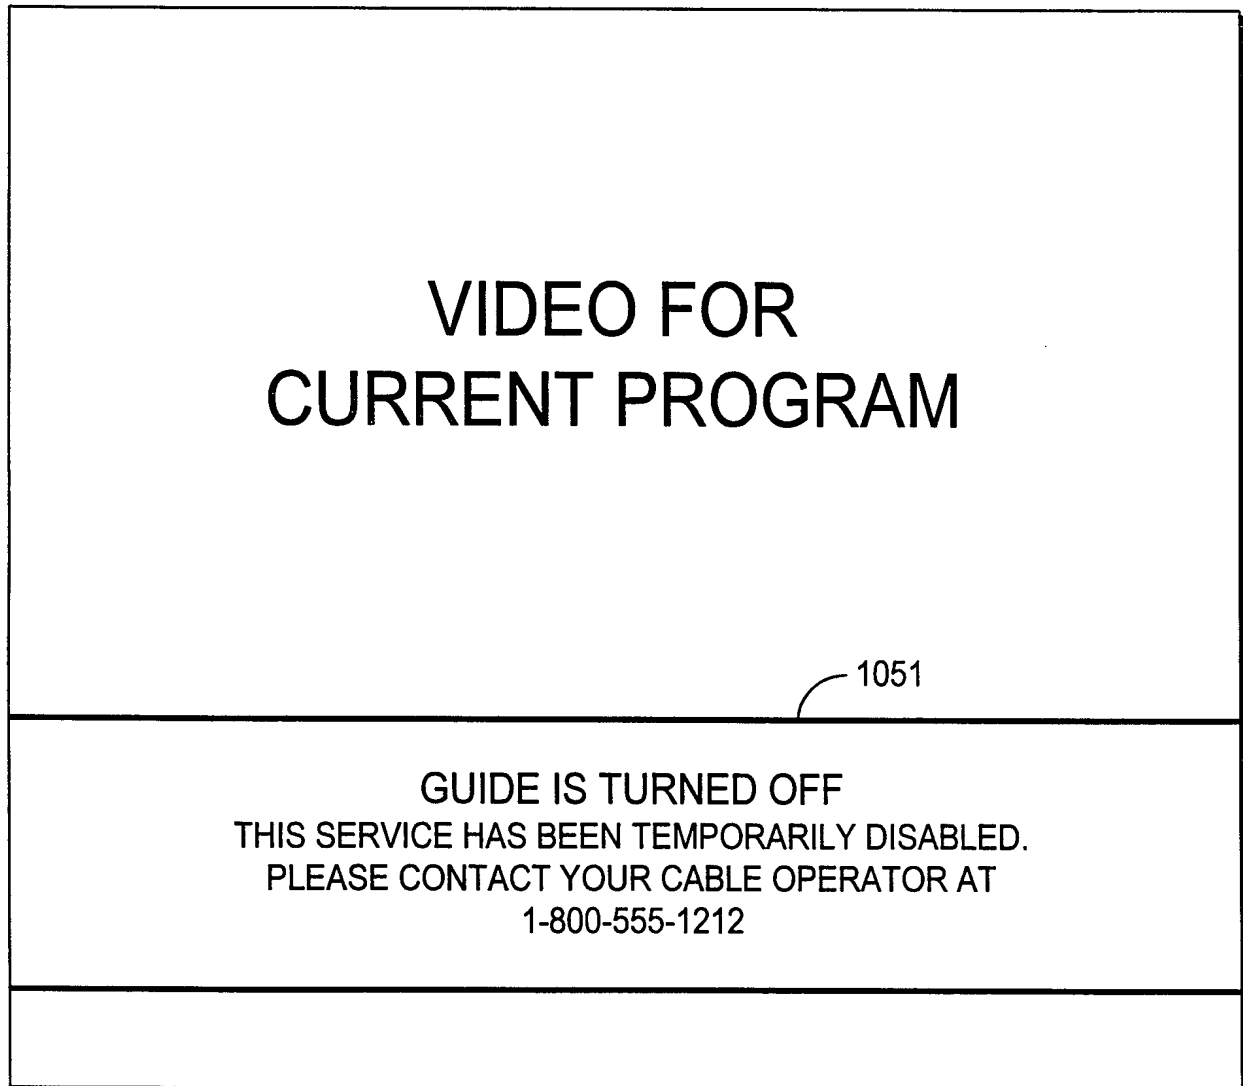 VIDEO FOR
CURRENT PROGRAM
1051
GUIDE IS TURNED OFF
THIS SERVICE HAS BEEN TEMPORARILY DISABLED.
PLEASE CONTACT YOUR CABLE OPERATOR AT
1-800-555-1212